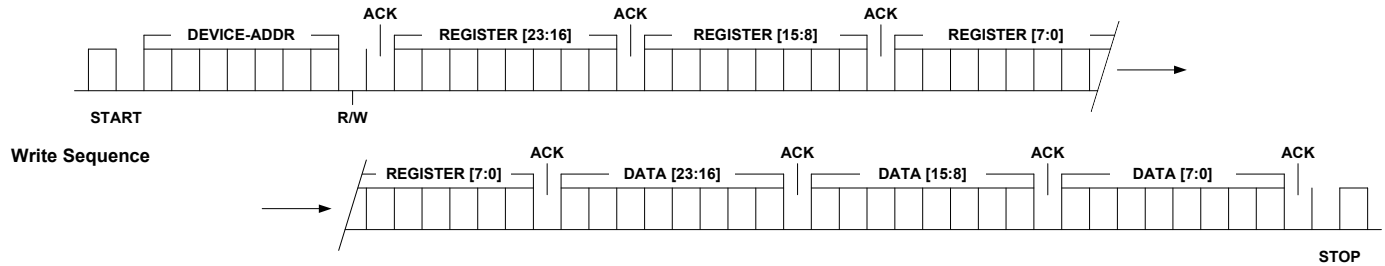 ACK ACK ACK
DEVICE-ADDR REGISTER [23:16] REGISTER [15:8] REGISTER [7:0]
START R/W
Write Sequence
ACK ACK ACK ACK
REGISTER [7:0] DATA [23:16] DATA [15:8] DATA [7:0]
STOP